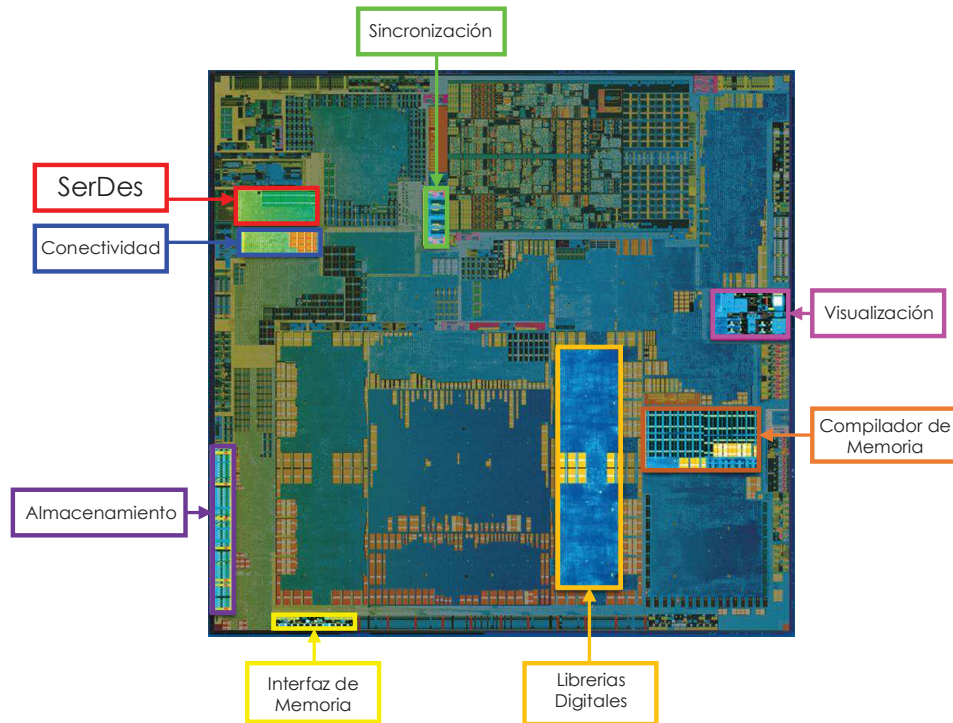 Sincronización
SerDes
Conectividad
Visualización
Compilador de
Memoria
Almacenamiento
Interfaz de
Memoria
Librerias
Digitales